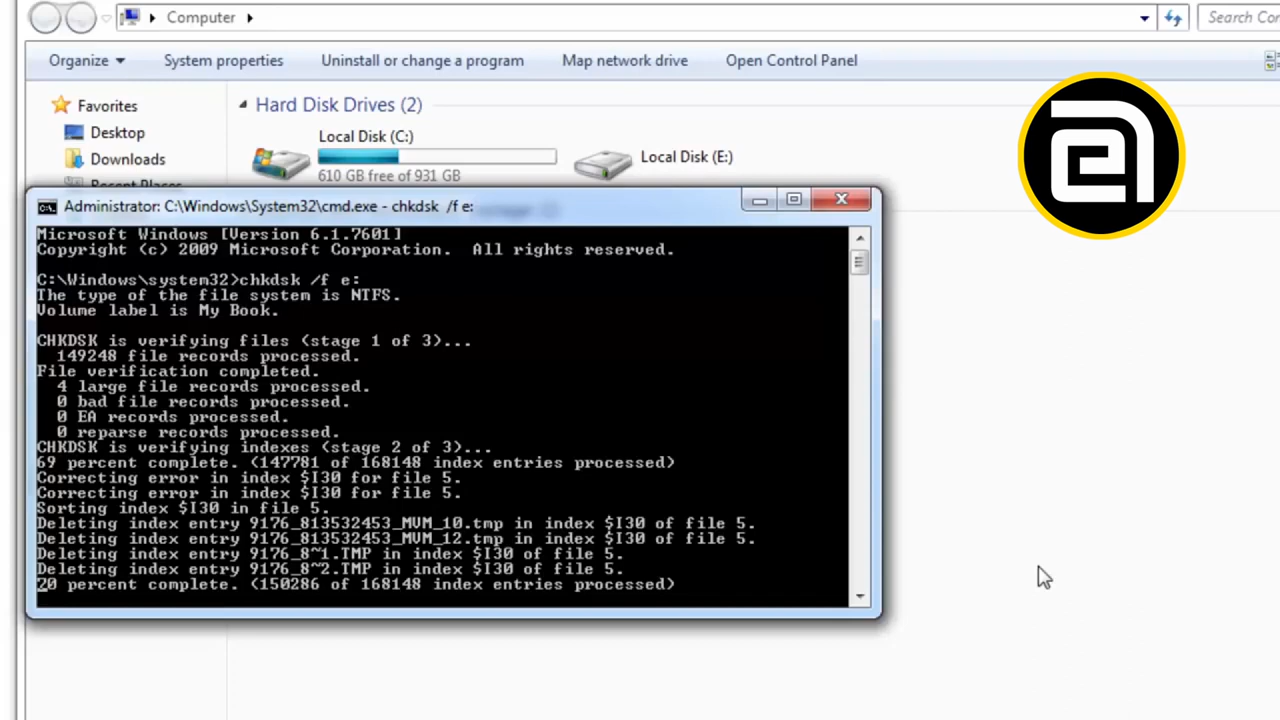 Computer
Search Co
Organize
System properties
Uninstall or change a program
Map network drive
Open Control Panel
Favorites
Hard Disk Drives (2)
Desktop
Local Disk (C:)
Local Disk (E:)
Downloads
610 GB free of 931 GB
Recent Places
Administrator: C:\Windows\System32\cmd.exe - chkdsk /f e:
Microsoft Windows [Version 6.1.7601]
Copyright (c) 2009 Microsoft Corporation. All rights reserved.
C:\Windows\system32>chkdsk /f e:
The type of the file system is NTFS.
Volume label is My Book.
CHKDSK is verifying files (stage 1 of 3)...
149248 file records processed.
File verification completed.
4 large file records processed.
0 bad file records processed.
0 EA records processed.
0 reparse records processed.
CHKDSK is verifying indexes (stage 2 of 3)...
69 percent complete. (147781 of 168148 index entries processed)
Correcting error in index $I30 for file 5.
Correcting error in index $I30 for file 5.
Sorting index $I30 in file 5.
Deleting index entry 9176_813532453_MVM_10.tmp in index $I30 of file 5.
Deleting index entry 9176_813532453_MVM_12.tmp in index $I30 of file 5.
Deleting index entry 9176_8~1.TMP in index $I30 of file 5.
Deleting index entry 9176_8~2.TMP in index $I30 of file 5.
percent complete. (150286 of 168148 index entries processed)